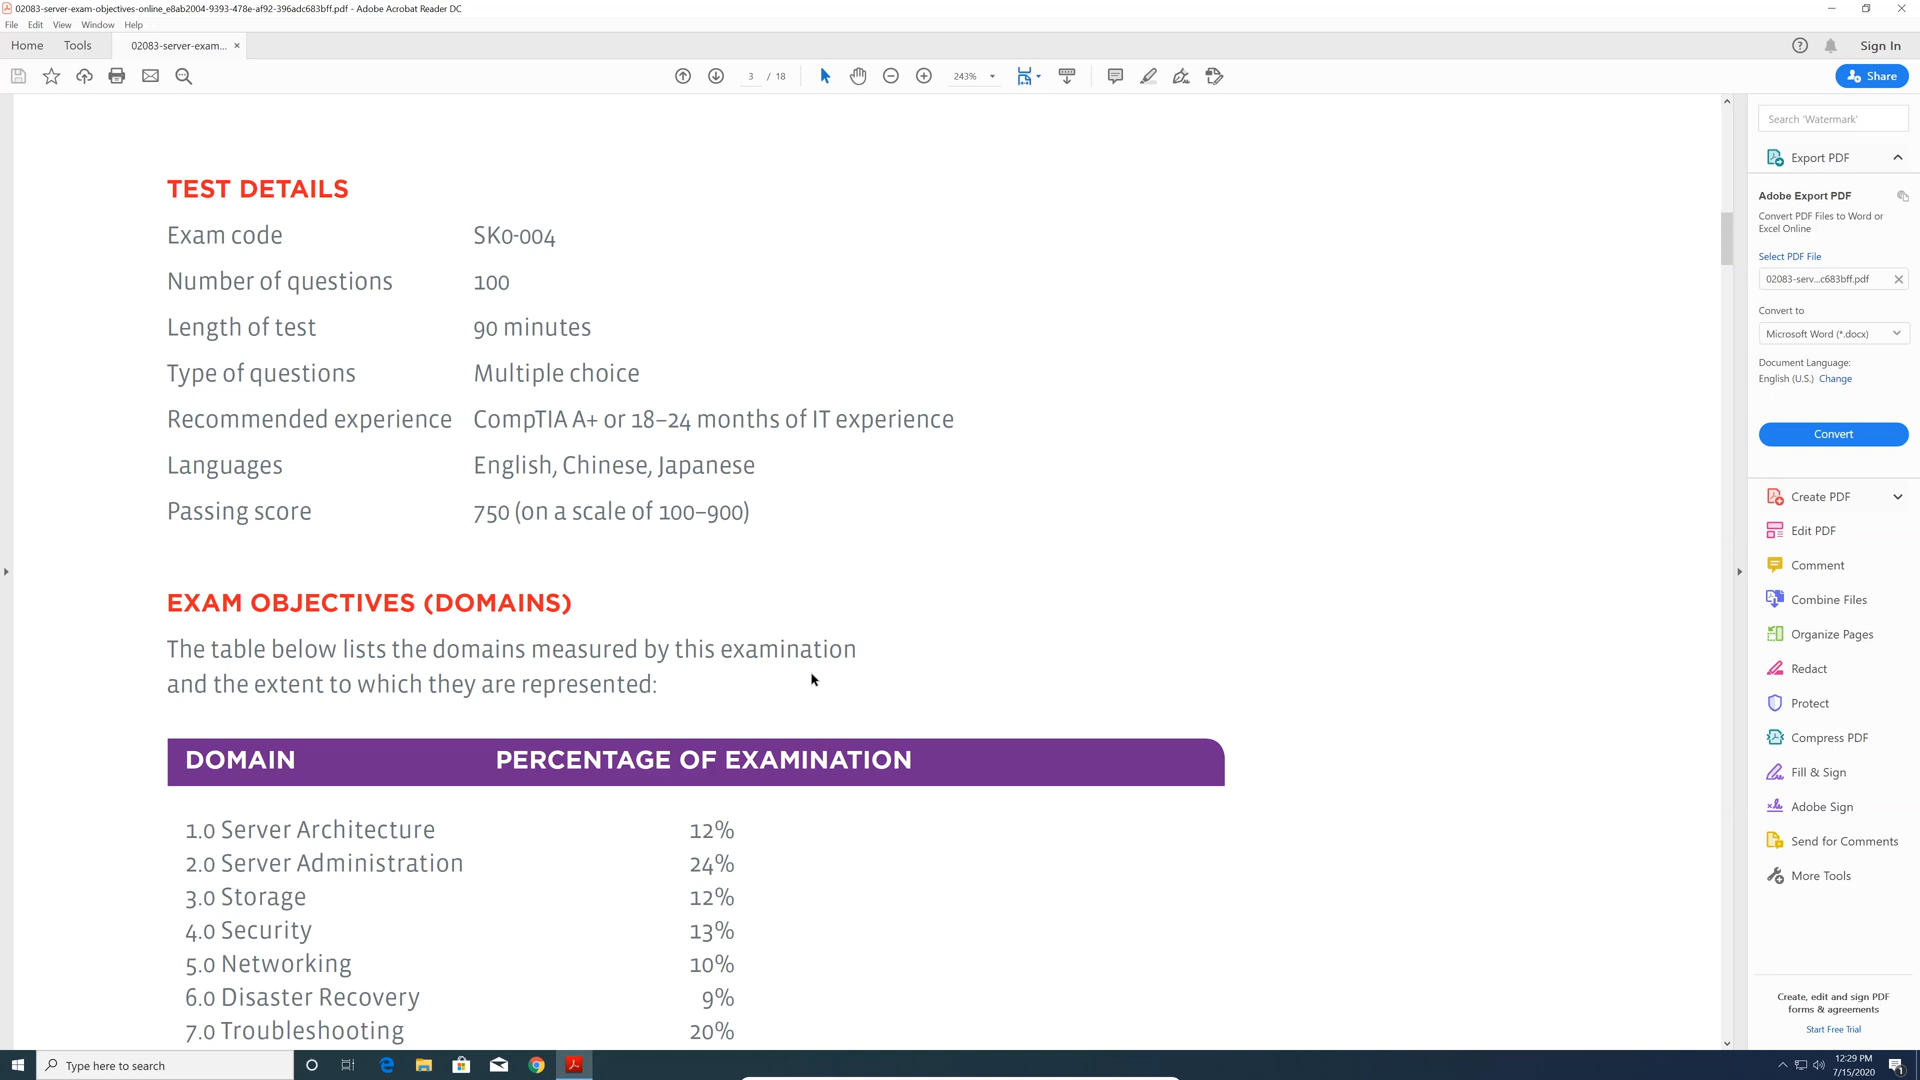 02083-server-exam-objectives-online_e8ab2004-9393-478e-af92-396adc683bff.pdf - Adobe Acrobat Reader DC
File Edit View Window Help
Home Tools 02083-server-exam... × Sign In
3 / 18 243% Share
TEST DETAILS
Exam code SK0-004
Number of questions 100
Length of test 90 minutes
Type of questions Multiple choice
Recommended experience CompTIA A+ or 18–24 months of IT experience
Languages English, Chinese, Japanese
Passing score 750 (on a scale of 100–900)
EXAM OBJECTIVES (DOMAINS)
The table below lists the domains measured by this examination
and the extent to which they are represented:
DOMAIN PERCENTAGE OF EXAMINATION
1.0 Server Architecture 12%
2.0 Server Administration 24%
3.0 Storage 12%
4.0 Security 13%
5.0 Networking 10%
6.0 Disaster Recovery 9%
7.0 Troubleshooting 20%
Search 'Watermark'
Export PDF
Adobe Export PDF
Convert PDF Files to Word or
Excel Online
Select PDF File
02083-serv...c683bff.pdf
Convert to
Microsoft Word (*.docx)
Document Language:
English (U.S.) Change
Convert
Create PDF
Edit PDF
Comment
Combine Files
Organize Pages
Redact
Protect
Compress PDF
Fill & Sign
Adobe Sign
Send for Comments
More Tools
Create, edit and sign PDF
forms & agreements
Start Free Trial
Type here to search
12:29 PM
7/15/2020
1